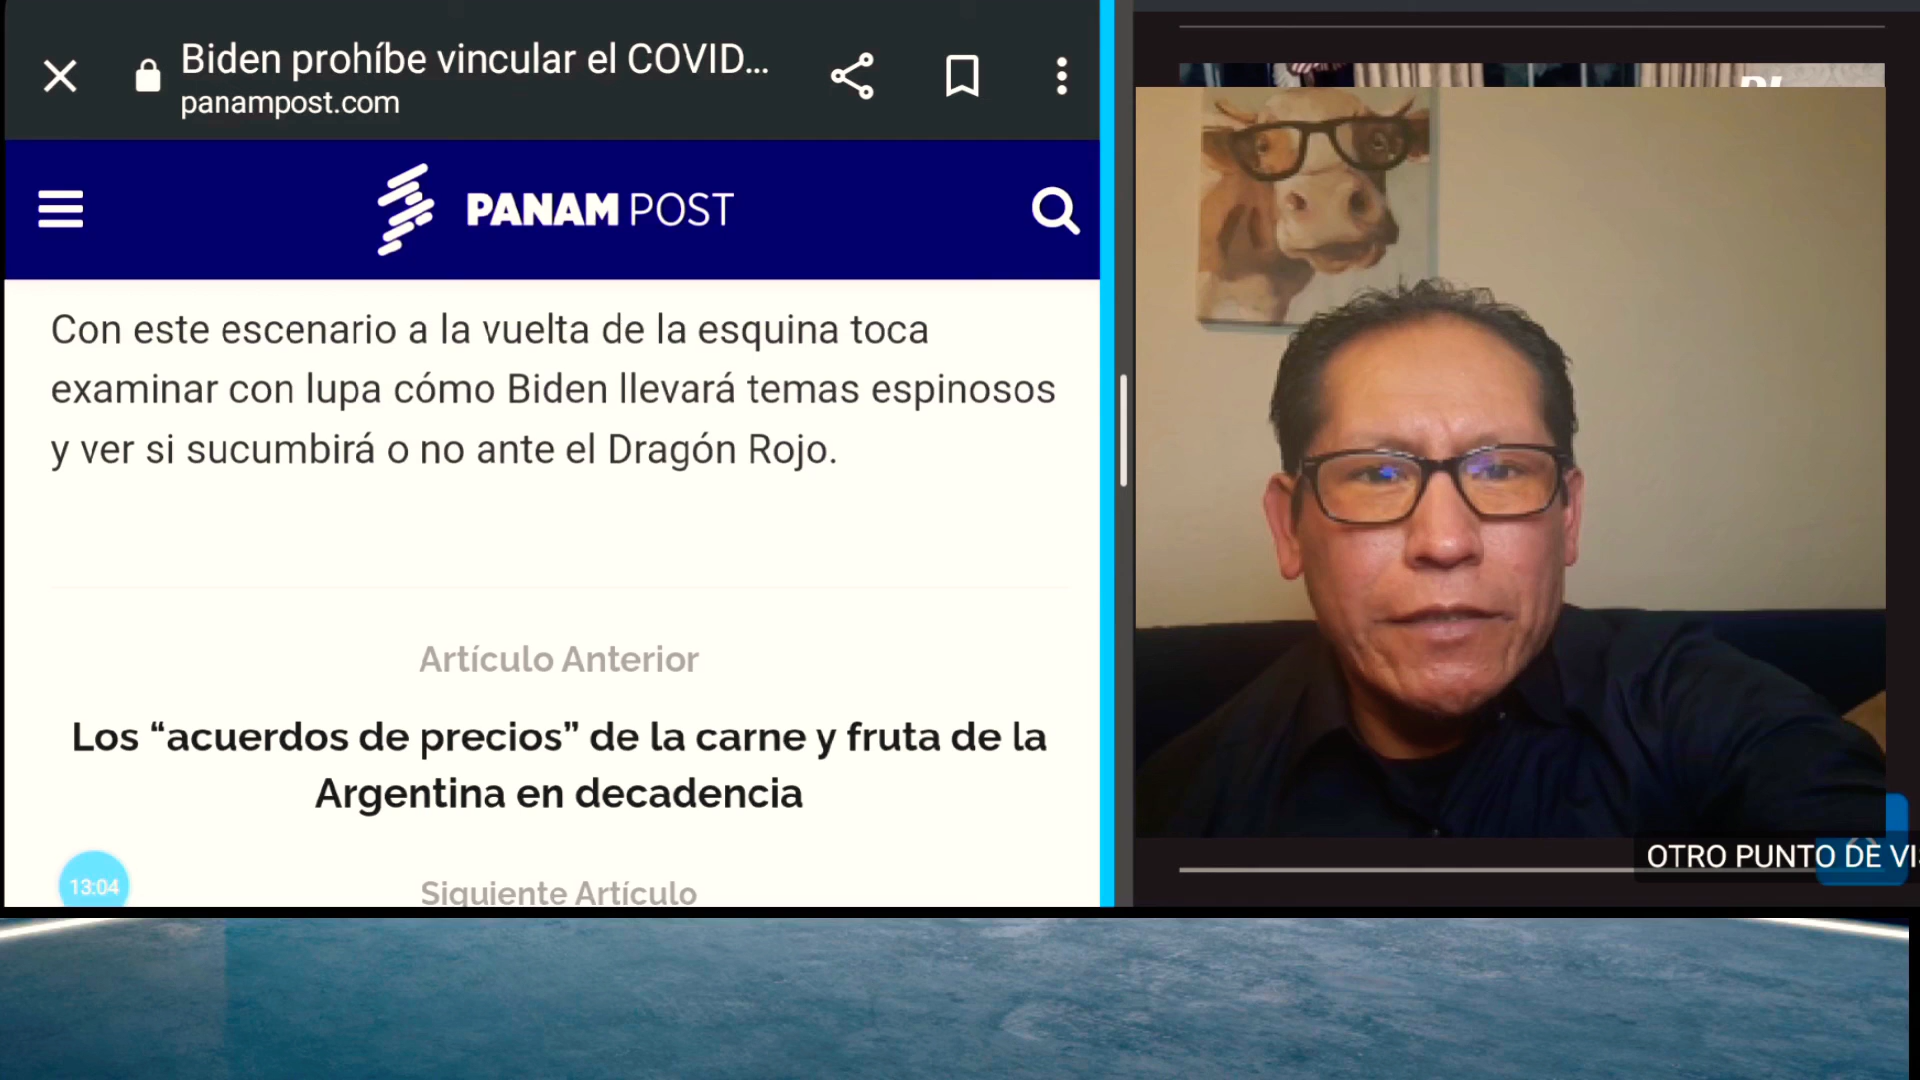 Biden prohíbe vincular el COVID...
panampost.com
PANAM POST
Con este escenario a la vuelta de la esquina toca
examinar con lupa cómo Biden llevará temas espinosos
y ver si sucumbirá o no ante el Dragón Rojo.
Artículo Anterior
Los “acuerdos de precios” de la carne y fruta de la
Argentina en decadencia
13:04
Siguiente Artículo
OTRO PUNTO DE VIS